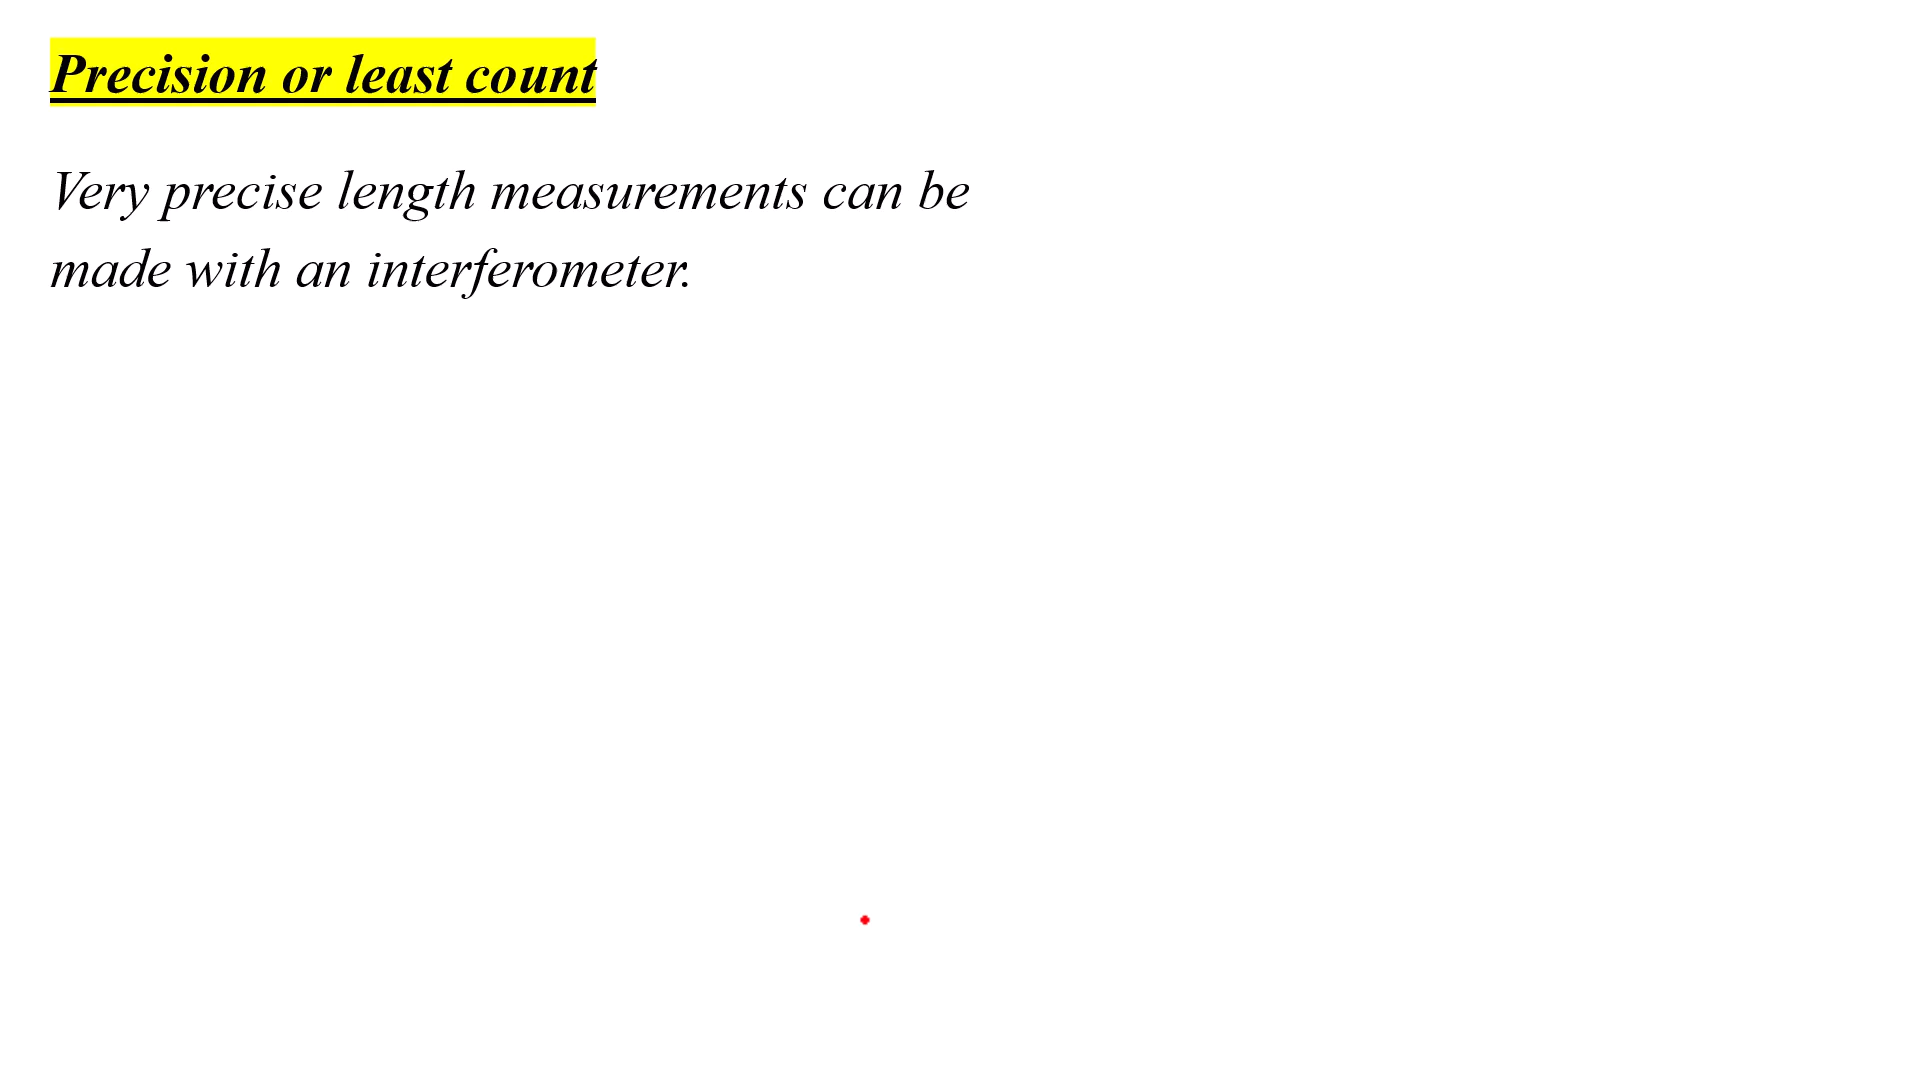 Precision or least count
Very precise length measurements can be
made with an interferometer.